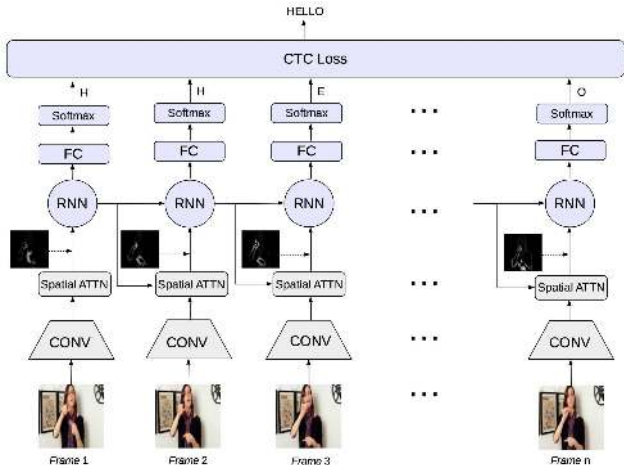 HELLO
CTC Loss
H H E O
Softmax Softmax Softmax ... Softmax
FC FC FC ... FC
RNN RNN RNN ... RNN
Spatial ATTN Spatial ATTN Spatial ATTN ... Spatial ATTN
CONV CONV CONV ... CONV
...
Frame 1 Frame 2 Frame 3 Frame n